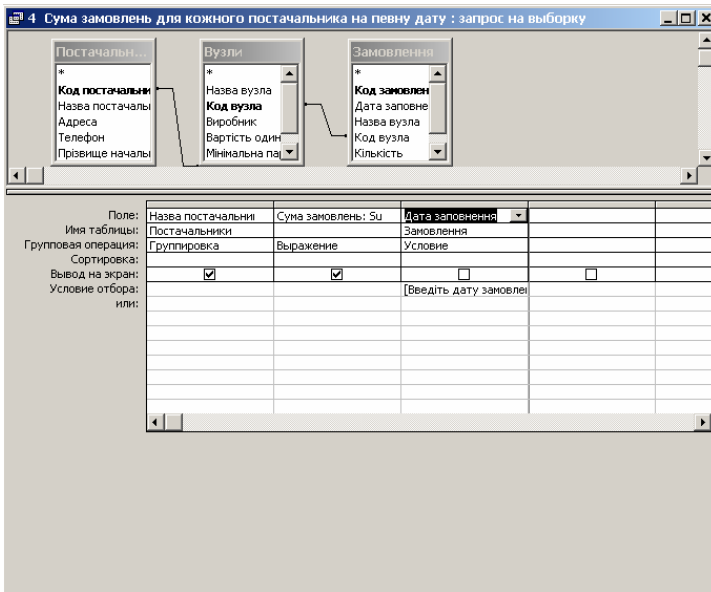 4 Сума замовлень для кожного постачальника на певну дату : запрос на выборку
Постачальн...
*
Код постачальни
Назва постачалы
Адреса
Телефон
Прізвище началы
Вузли
*
Назва вузла
Код вузла
Виробник
Вартість один
Мінімальна па
Замовлення
*
Код замовлен
Дата заповне
Назва вузла
Код вузла
Кількість
Поле: Назва постачальни Сума замовлень: Su Дата заповнення
Имя таблицы: Постачальники Замовлення
Групповая операция: Группировка Выражение Условие
Сортировка:
Вывод на экран:
Условие отбора: [Введіть дату замовле
или: